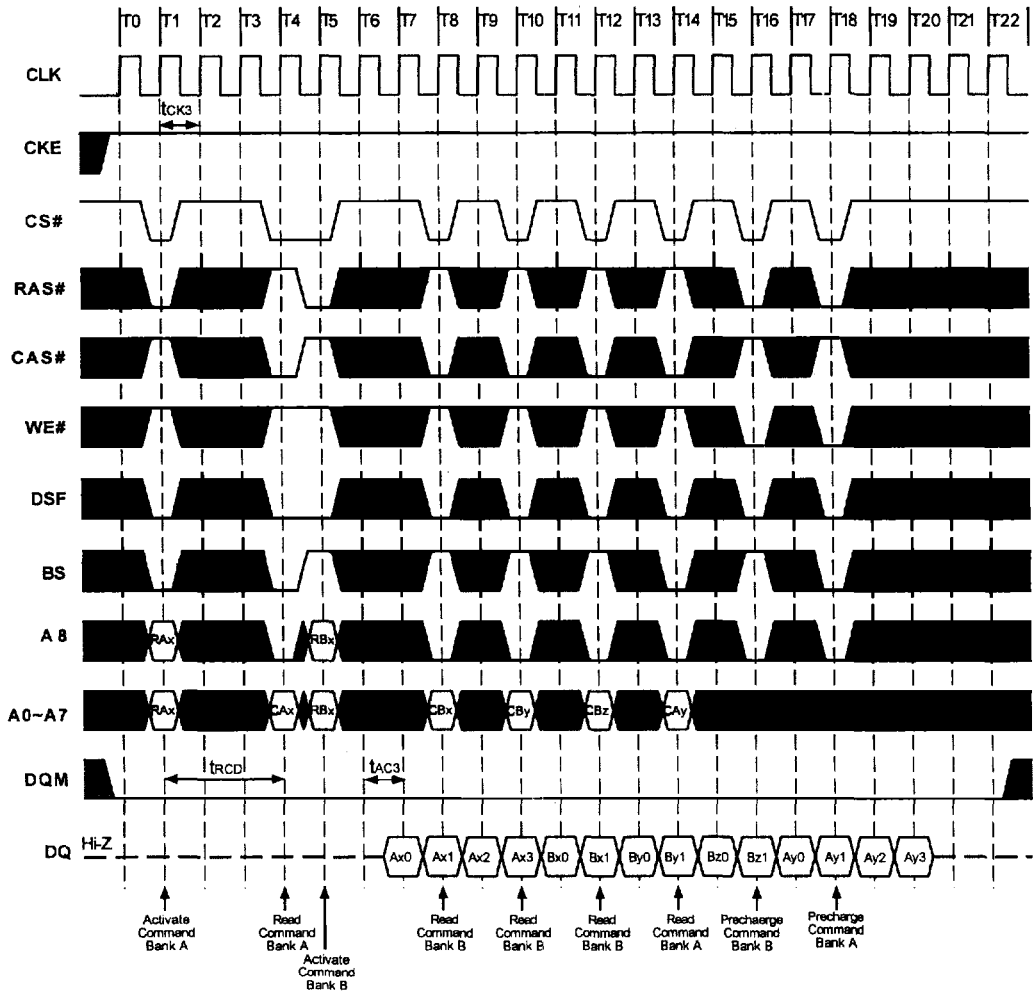 T0 T1 T2 T3 T4 T5 T6 T7 T8 T9 T10 T11 T12 T13 T14 T15 T16 T17 T18 T19 T20 T21 T22
CLK
tCK3
CKE
CS#
RAS#
CAS#
WE#
DSF
BS
A8 RAx RBx
A0~A7 RAx CAx RBx CBx CBy CBz CAy
DQM tRCD tAC3
DQ Hi-Z Ax0 Ax1 Ax2 Ax3 Bx0 Bx1 By0 By1 Bz0 Bz1 Ay0 Ay1 Ay2 Ay3
Activate Command Bank A
Read Command Bank A
Activate Command Bank B
Read Command Bank B
Read Command Bank B
Read Command Bank B
Read Command Bank A
Prechaerge Command Bank B
Precharge Command Bank A